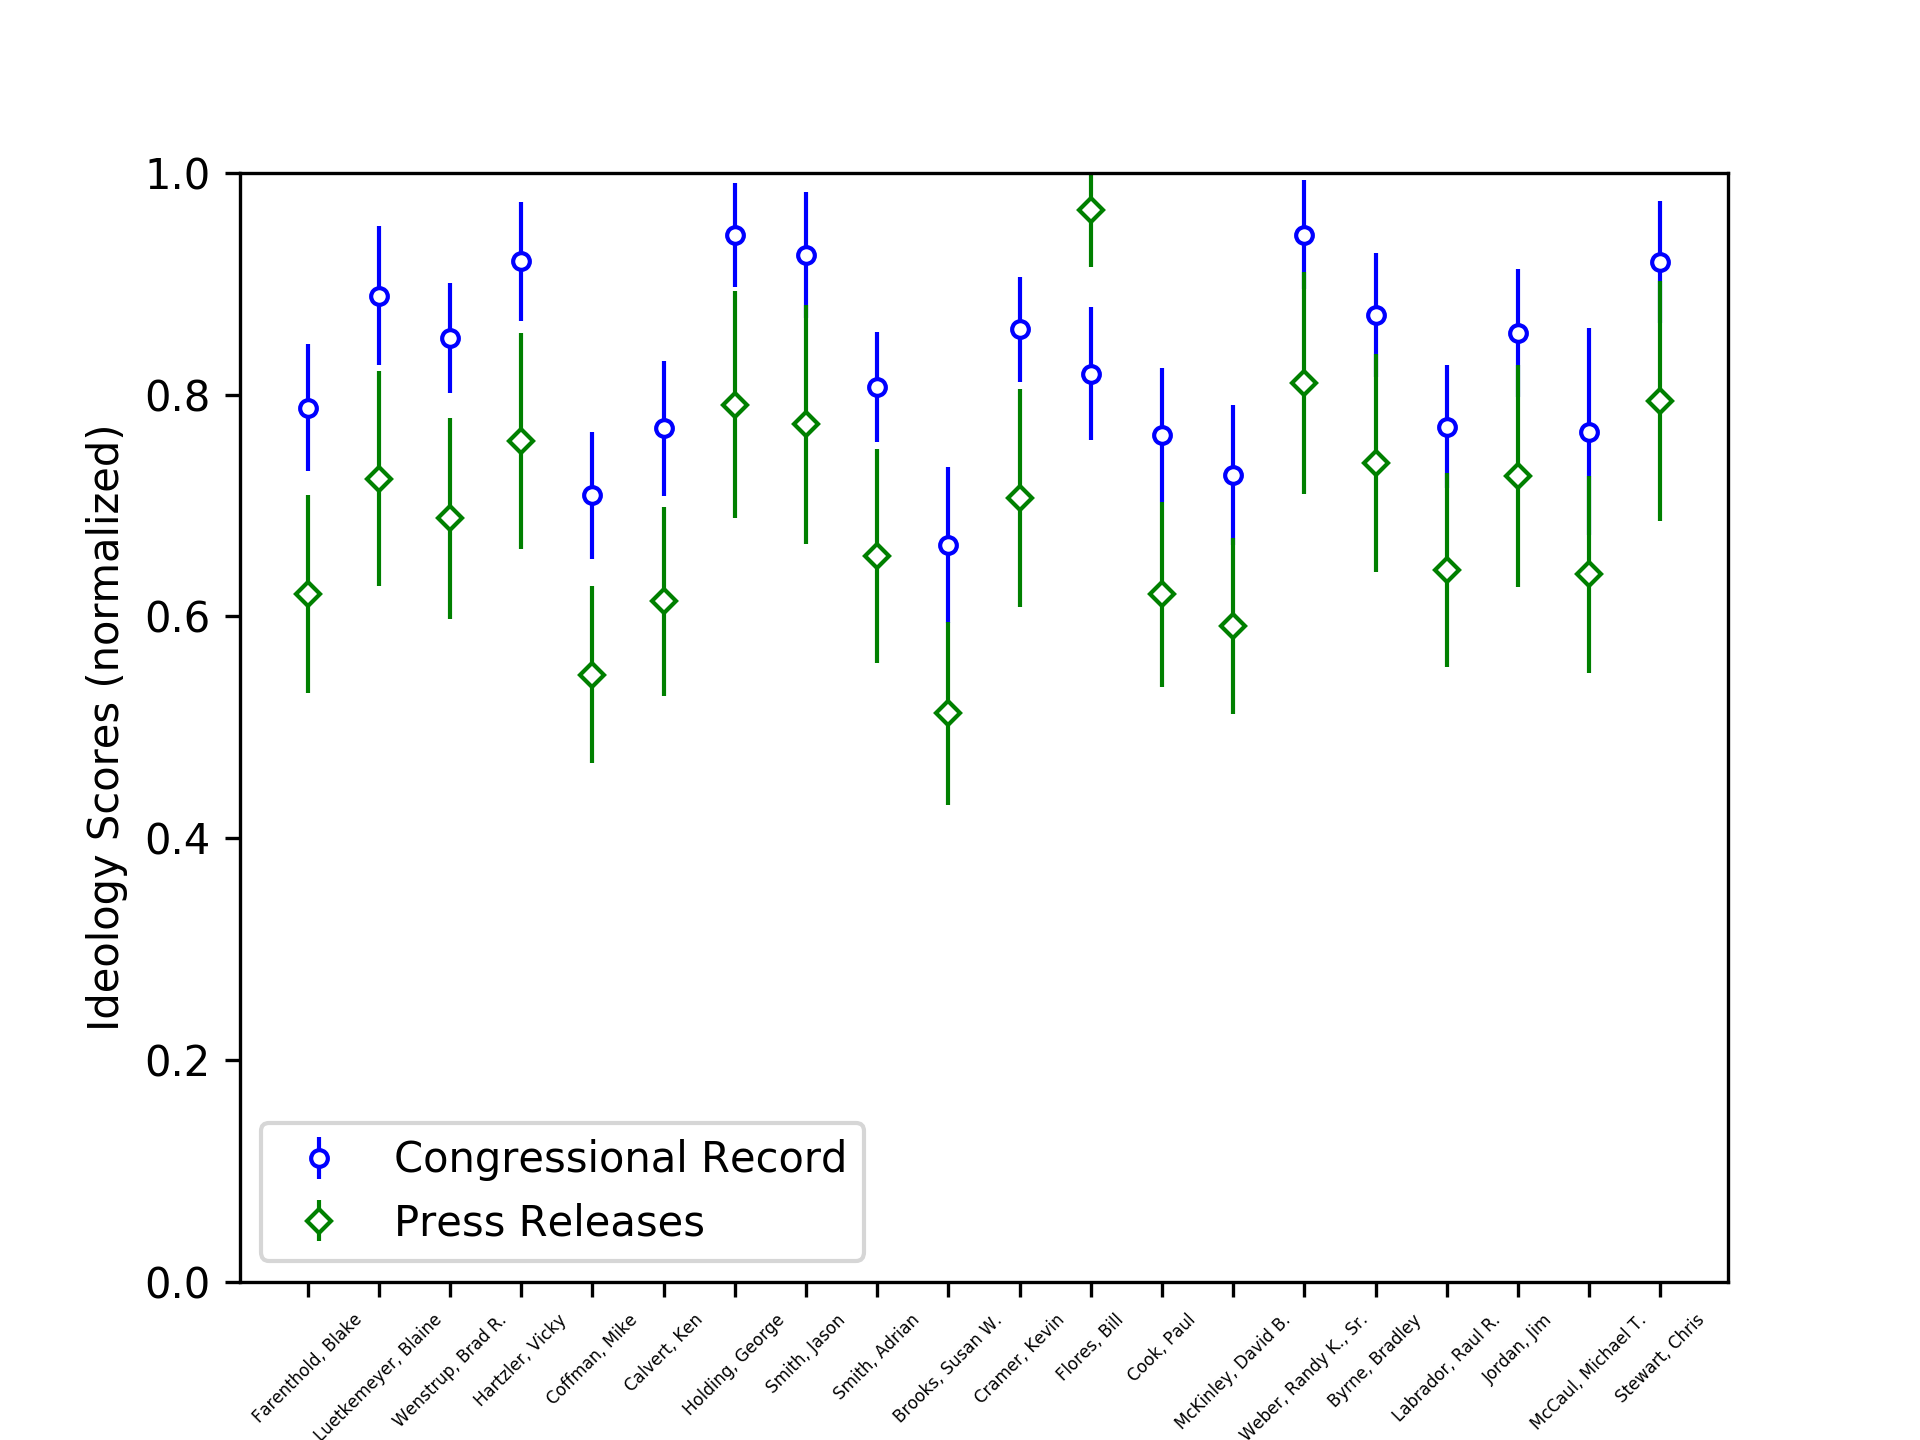 1.0
0.8
0.6
0.4
0.2
0.0
Ideology Scores (normalized)
Congressional Record
Press Releases
Farenthold, Blake
Luetkemeyer, Blaine
Wenstrup, Brad R.
Hartzler, Vicky
Coffman, Mike
Calvert, Ken
Holding, George
Smith, Jason
Smith, Adrian
Brooks, Susan W.
Cramer, Kevin
Flores, Bill
Cook, Paul
McKinley, David B.
Weber, Randy K., Sr.
Byrne, Bradley
Labrador, Raul R.
Jordan, Jim
McCaul, Michael T.
Stewart, Chris